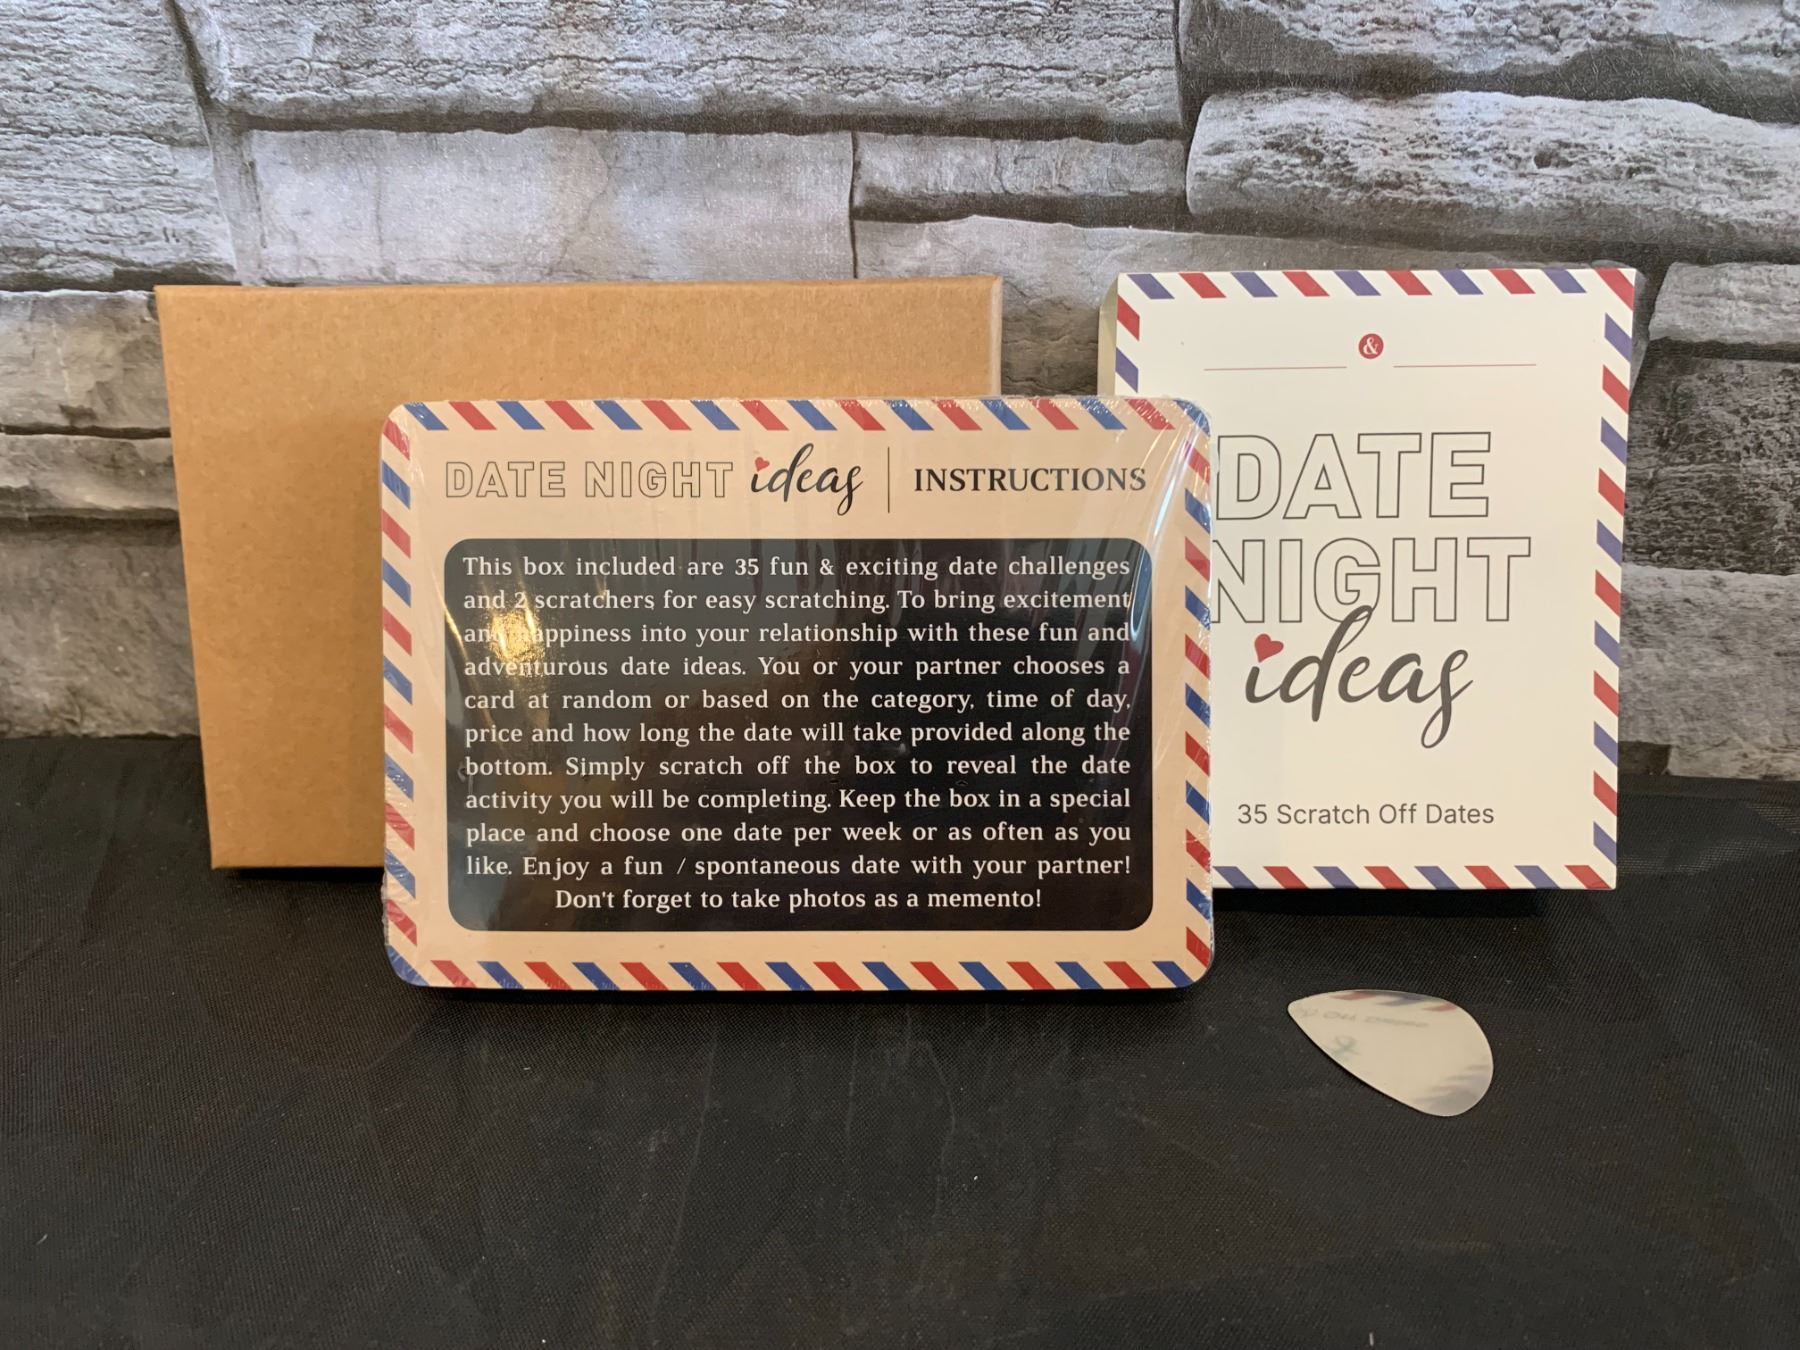 DATE NIGHT ideas | INSTRUCTIONS
This box included are 35 fun & exciting date challenges
and 2 scratchers for easy scratching. To bring excitement
and happiness into your relationship with these fun and
adventurous date ideas. You or your partner chooses a
card at random or based on the category, time of day,
price and how long the date will take provided along the
bottom. Simply scratch off the box to reveal the date
activity you will be completing. Keep the box in a special
place and choose one date per week or as often as you
like. Enjoy a fun / spontaneous date with your partner!
Don't forget to take photos as a memento!
&
DATE
NIGHT
ideas
35 Scratch Off Dates